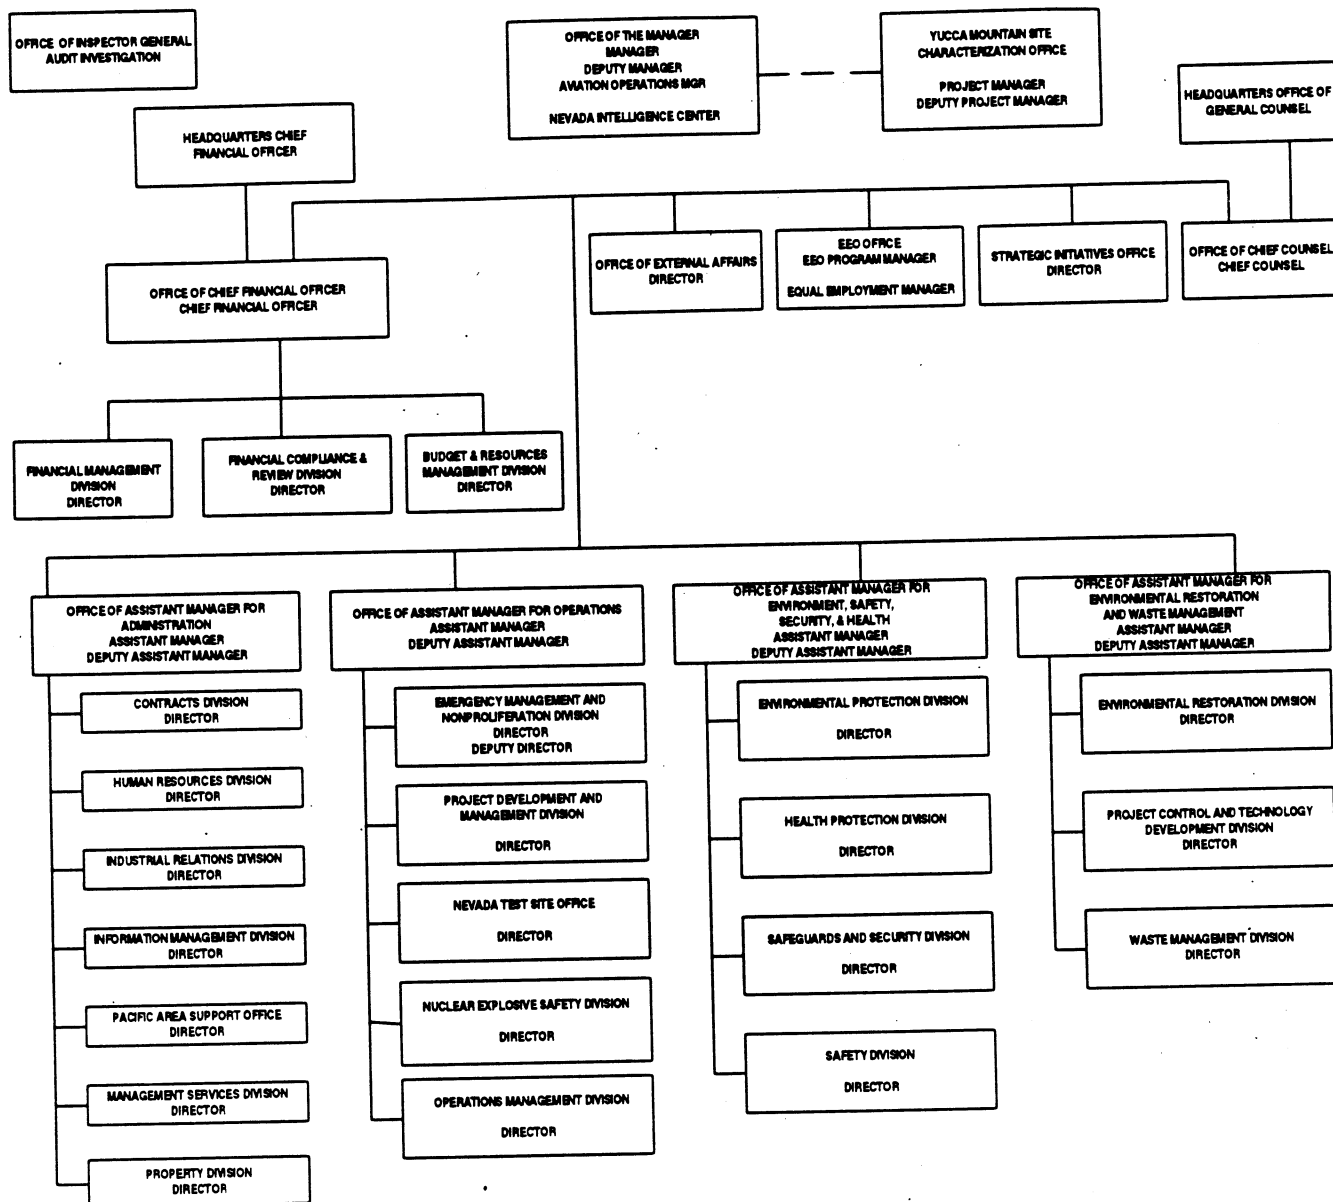 OFFICE OF INSPECTOR GENERAL
AUDIT INVESTIGATION
OFFICE OF THE MANAGER
MANAGER
DEPUTY MANAGER
AVIATION OPERATIONS MGR
NEVADA INTELLIGENCE CENTER
YUCCA MOUNTAIN SITE
CHARACTERIZATION OFFICE
PROJECT MANAGER
DEPUTY PROJECT MANAGER
HEADQUARTERS OFFICE OF
GENERAL COUNSEL
HEADQUARTERS CHIEF
FINANCIAL OFFICER
OFFICE OF CHIEF FINANCIAL OFFICER
CHIEF FINANCIAL OFFICER
OFFICE OF EXTERNAL AFFAIRS
DIRECTOR
EEO OFFICE
EEO PROGRAM MANAGER
EQUAL EMPLOYMENT MANAGER
STRATEGIC INITIATIVES OFFICE
DIRECTOR
OFFICE OF CHIEF COUNSEL
CHIEF COUNSEL
FINANCIAL MANAGEMENT
DIVISION
DIRECTOR
FINANCIAL COMPLIANCE &
REVIEW DIVISION
DIRECTOR
BUDGET & RESOURCES
MANAGEMENT DIVISION
DIRECTOR
OFFICE OF ASSISTANT MANAGER FOR
ADMINISTRATION
ASSISTANT MANAGER
DEPUTY ASSISTANT MANAGER
CONTRACTS DIVISION
DIRECTOR
HUMAN RESOURCES DIVISION
DIRECTOR
INDUSTRIAL RELATIONS DIVISION
DIRECTOR
INFORMATION MANAGEMENT DIVISION
DIRECTOR
PACIFIC AREA SUPPORT OFFICE
DIRECTOR
MANAGEMENT SERVICES DIVISION
DIRECTOR
PROPERTY DIVISION
DIRECTOR
OFFICE OF ASSISTANT MANAGER FOR OPERATIONS
ASSISTANT MANAGER
DEPUTY ASSISTANT MANAGER
EMERGENCY MANAGEMENT AND
NONPROLIFERATION DIVISION
DIRECTOR
DEPUTY DIRECTOR
PROJECT DEVELOPMENT AND
MANAGEMENT DIVISION
DIRECTOR
NEVADA TEST SITE OFFICE
DIRECTOR
NUCLEAR EXPLOSIVE SAFETY DIVISION
DIRECTOR
OPERATIONS MANAGEMENT DIVISION
DIRECTOR
OFFICE OF ASSISTANT MANAGER FOR
ENVIRONMENT, SAFETY,
SECURITY, & HEALTH
ASSISTANT MANAGER
DEPUTY ASSISTANT MANAGER
ENVIRONMENTAL PROTECTION DIVISION
DIRECTOR
HEALTH PROTECTION DIVISION
DIRECTOR
SAFEGUARDS AND SECURITY DIVISION
DIRECTOR
SAFETY DIVISION
DIRECTOR
OFFICE OF ASSISTANT MANAGER FOR
ENVIRONMENTAL RESTORATION
AND WASTE MANAGEMENT
ASSISTANT MANAGER
DEPUTY ASSISTANT MANAGER
ENVIRONMENTAL RESTORATION DIVISION
DIRECTOR
PROJECT CONTROL AND TECHNOLOGY
DEVELOPMENT DIVISION
DIRECTOR
WASTE MANAGEMENT DIVISION
DIRECTOR